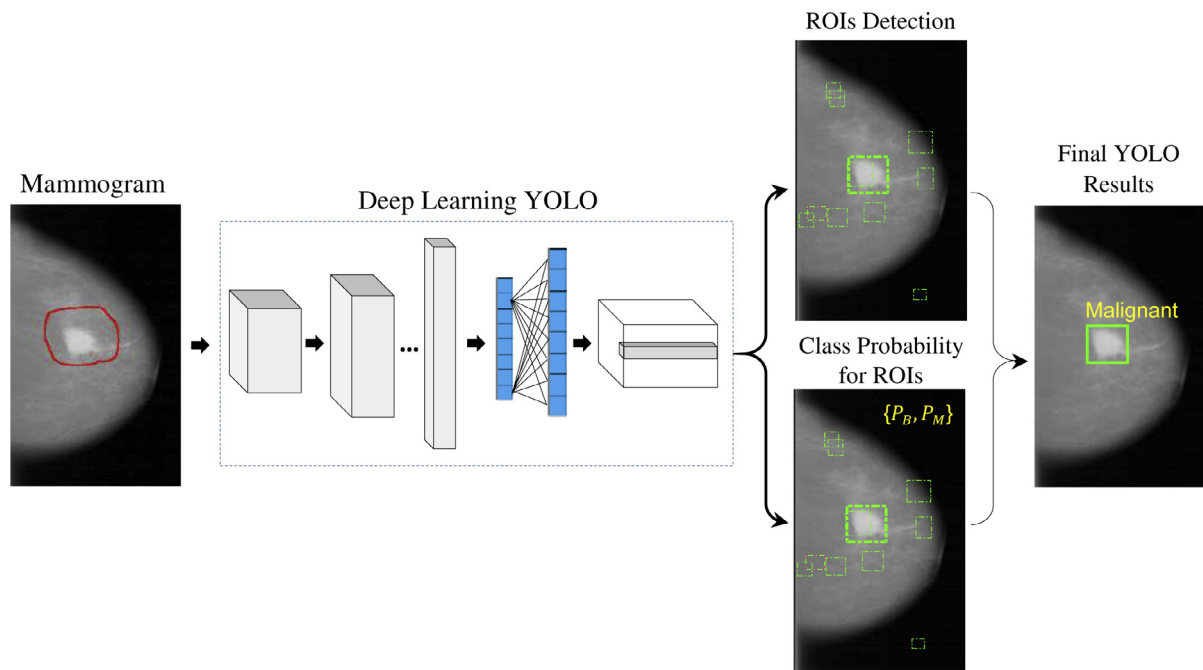 Mammogram
Deep Learning YOLO
...
ROIs Detection
Class Probability
for ROIs
{P_B, P_M}
Final YOLO
Results
Malignant